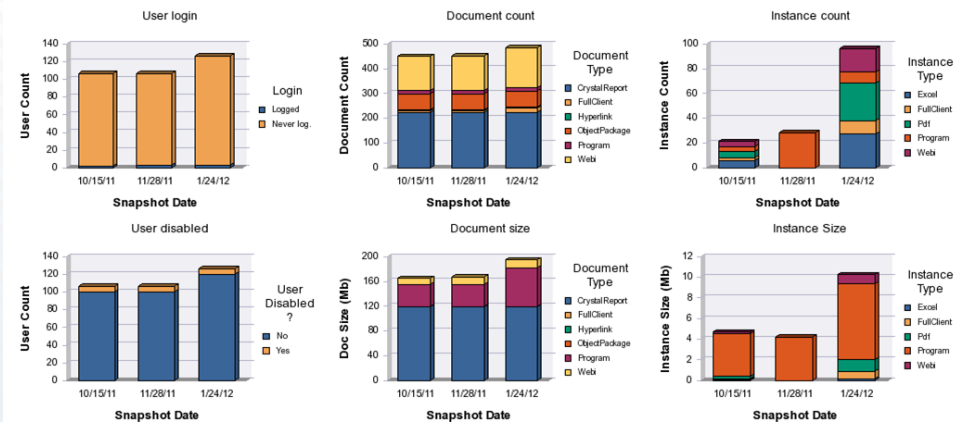 User login
140
120
100
80
60
40
20
0
User Count
10/15/11 11/28/11 1/24/12
Snapshot Date
Login
Logged
Never log.
Document count
500
400
300
200
100
0
Document Count
10/15/11 11/28/11 1/24/12
Snapshot Date
Document
Type
CrystalReport
FullClient
Hyperlink
ObjectPackage
Program
Webi
Instance count
100
80
60
40
20
0
Instance Count
10/15/11 11/28/11 1/24/12
Snapshot Date
Instance
Type
Excel
FullClient
Pdf
Program
Webi
User disabled
140
120
100
80
60
40
20
0
User Count
10/15/11 11/28/11 1/24/12
Snapshot Date
User
Disabled
?
No
Yes
Document size
200
160
120
80
40
0
Doc Size (Mb)
10/15/11 11/28/11 1/24/12
Snapshot Date
Document
Type
CrystalReport
FullClient
Hyperlink
ObjectPackage
Program
Webi
Instance Size
12
10
8
6
4
2
0
Instance Size (Mb)
10/15/11 11/28/11 1/24/12
Snapshot Date
Instance
Type
Excel
FullClient
Pdf
Program
Webi